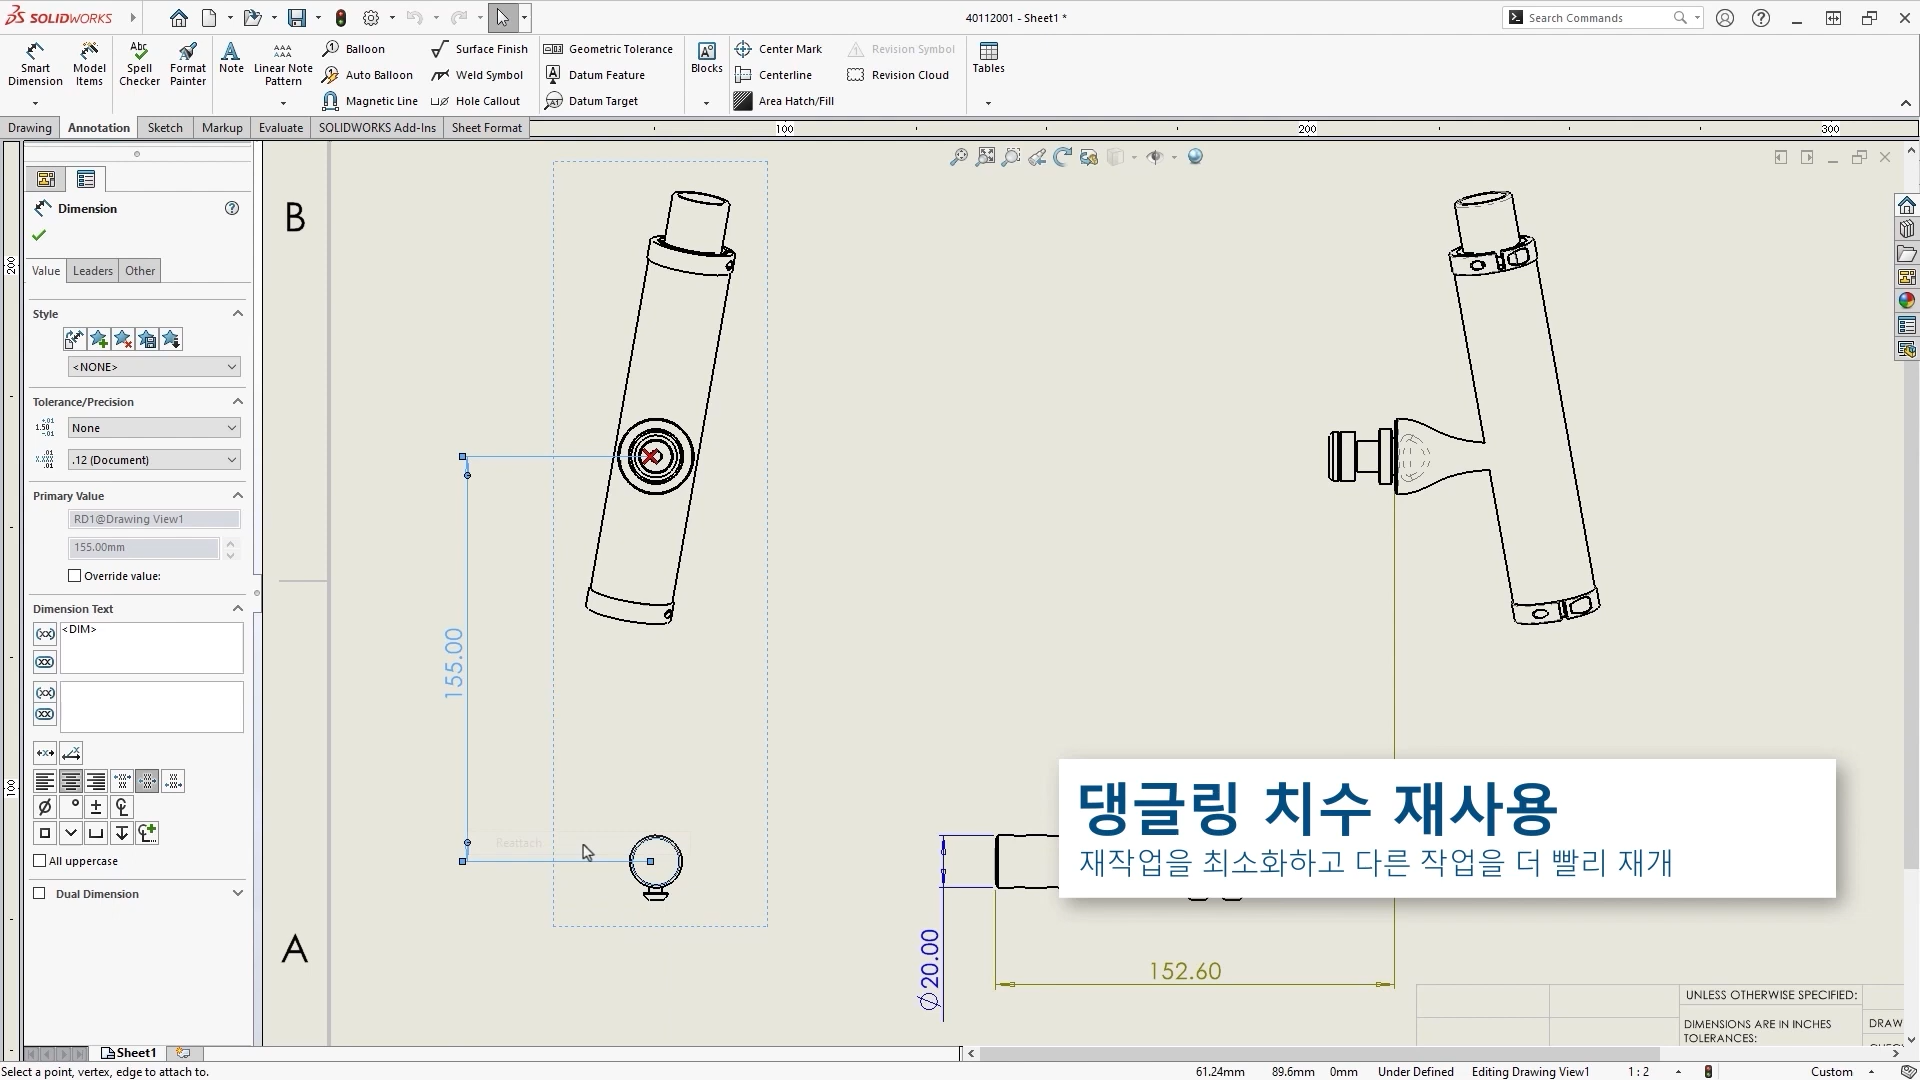 SOLIDWORKS
40112001 - Sheet1 *
Search Commands
Smart Dimension
Model Items
Spell Checker
Format Painter
Note
Linear Note Pattern
Balloon
Auto Balloon
Magnetic Line
Surface Finish
Weld Symbol
Hole Callout
Geometric Tolerance
Datum Feature
Datum Target
Blocks
Center Mark
Centerline
Area Hatch/Fill
Revision Symbol
Revision Cloud
Tables
Drawing
Annotation
Sketch
Markup
Evaluate
SOLIDWORKS Add-Ins
Sheet Format
100
200
300
Dimension
Value
Leaders
Other
Style
<NONE>
Tolerance/Precision
None
.12 (Document)
Primary Value
RD1@Drawing View1
155.00mm
Override value:
Dimension Text
<DIM>
All uppercase
Dual Dimension
200
100
B
A
155.00
Reattach
댕글링 치수 재사용
재작업을 최소화하고 다른 작업을 더 빨리 재개
⌀20.00
152.60
UNLESS OTHERWISE SPECIFIED:
DIMENSIONS ARE IN INCHES
TOLERANCES:
DRAW
Sheet1
Select a point, vertex, edge to attach to.
61.24mm
89.6mm
0mm
Under Defined
Editing Drawing View1
1 : 2
Custom